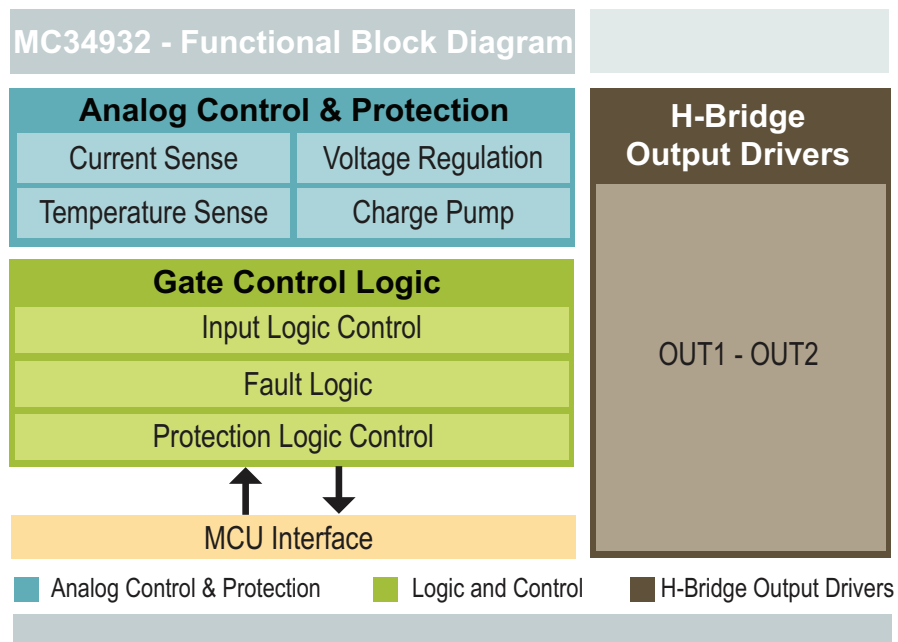 MC34932 - Functional Block Diagram
Analog Control & Protection
Current Sense
Voltage Regulation
Temperature Sense
Charge Pump
Gate Control Logic
Input Logic Control
Fault Logic
Protection Logic Control
MCU Interface
H-Bridge
Output Drivers
OUT1 - OUT2
Analog Control & Protection
Logic and Control
H-Bridge Output Drivers